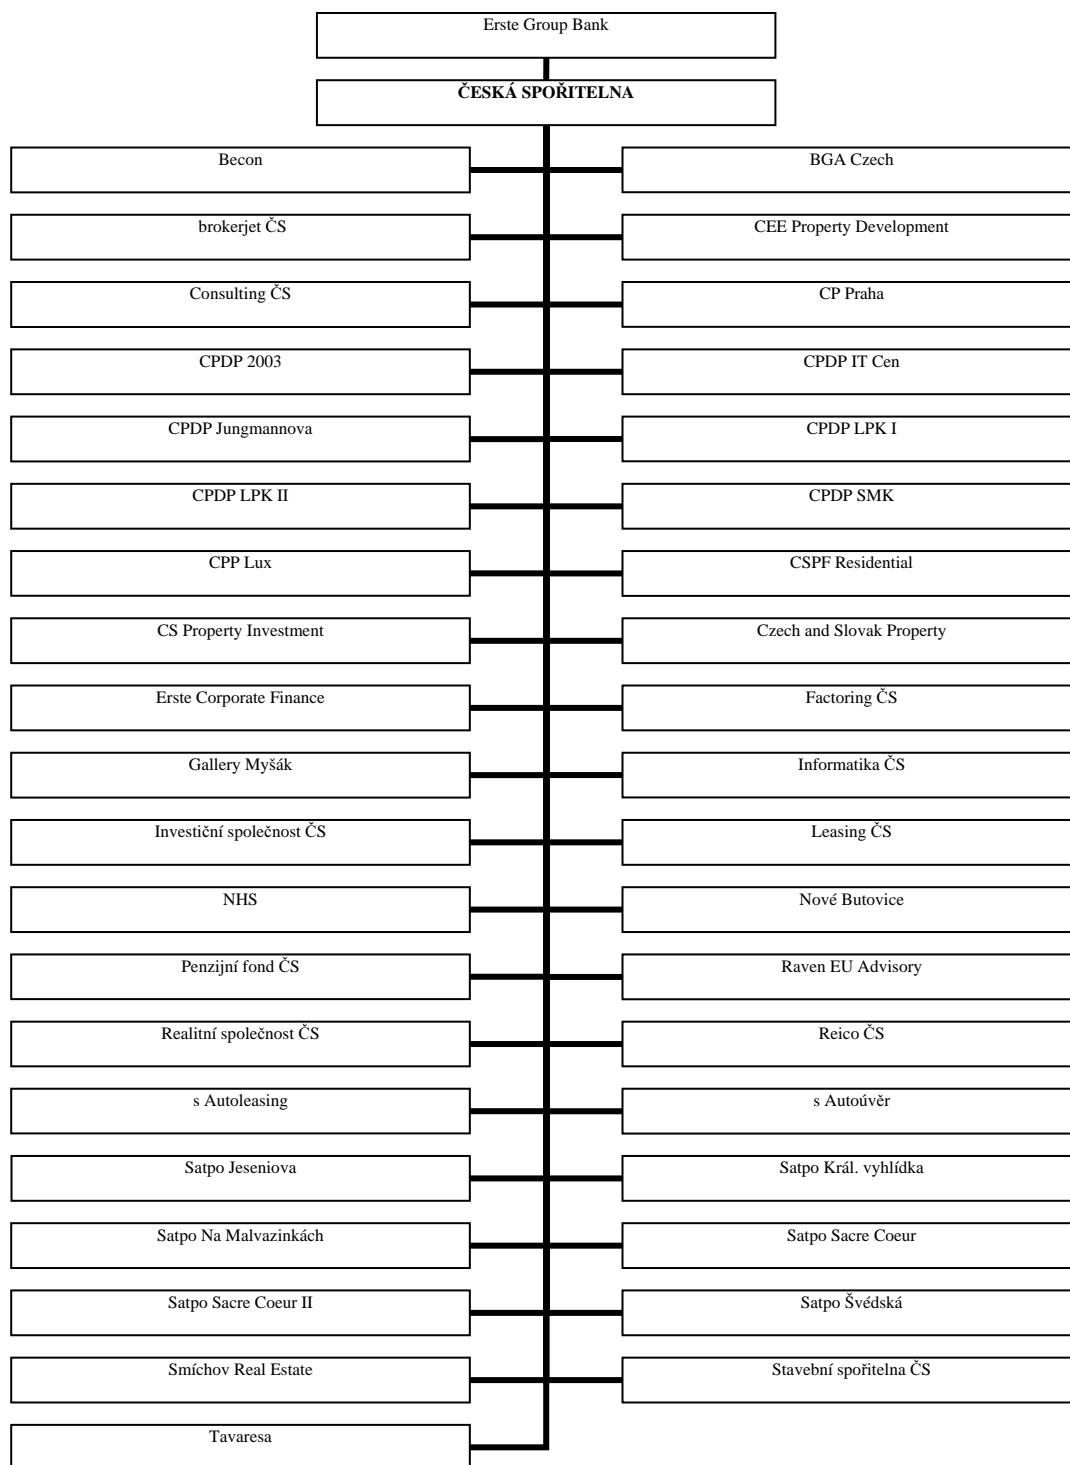 Erste Group Bank
ČESKÁ SPOŘITELNA
Becon
BGA Czech
brokerjet ČS
CEE Property Development
Consulting ČS
CP Praha
CPDP 2003
CPDP IT Cen
CPDP Jungmannova
CPDP LPK I
CPDP LPK II
CPDP SMK
CPP Lux
CSPF Residential
CS Property Investment
Czech and Slovak Property
Erste Corporate Finance
Factoring ČS
Gallery Myšák
Informatika ČS
Investiční společnost ČS
Leasing ČS
NHS
Nové Butovice
Penzijní fond ČS
Raven EU Advisory
Realitní společnost ČS
Reico ČS
s Autoleasing
s Autoúvěr
Satpo Jeseniova
Satpo Král. vyhlídka
Satpo Na Malvazinkách
Satpo Sacre Coeur
Satpo Sacre Coeur II
Satpo Švédská
Smíchov Real Estate
Stavební spořitelna ČS
Tavaresa